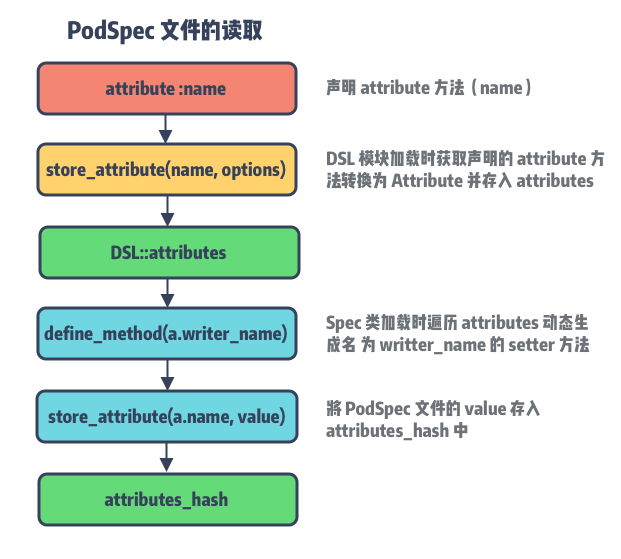 PodSpec 文件的读取
attribute :name
声明 attribute 方法（name）
store_attribute(name, options)
DSL 模块加载时获取声明的 attribute 方
法转换为 Attribute 并存入 attributes
DSL::attributes
define_method(a.writer_name)
Spec 类加载时遍历 attributes 动态生
成名 为 writter_name 的 setter 方法
store_attribute(a.name, value)
將 PodSpec 文件的 value 存入
attributes_hash 中
attributes_hash